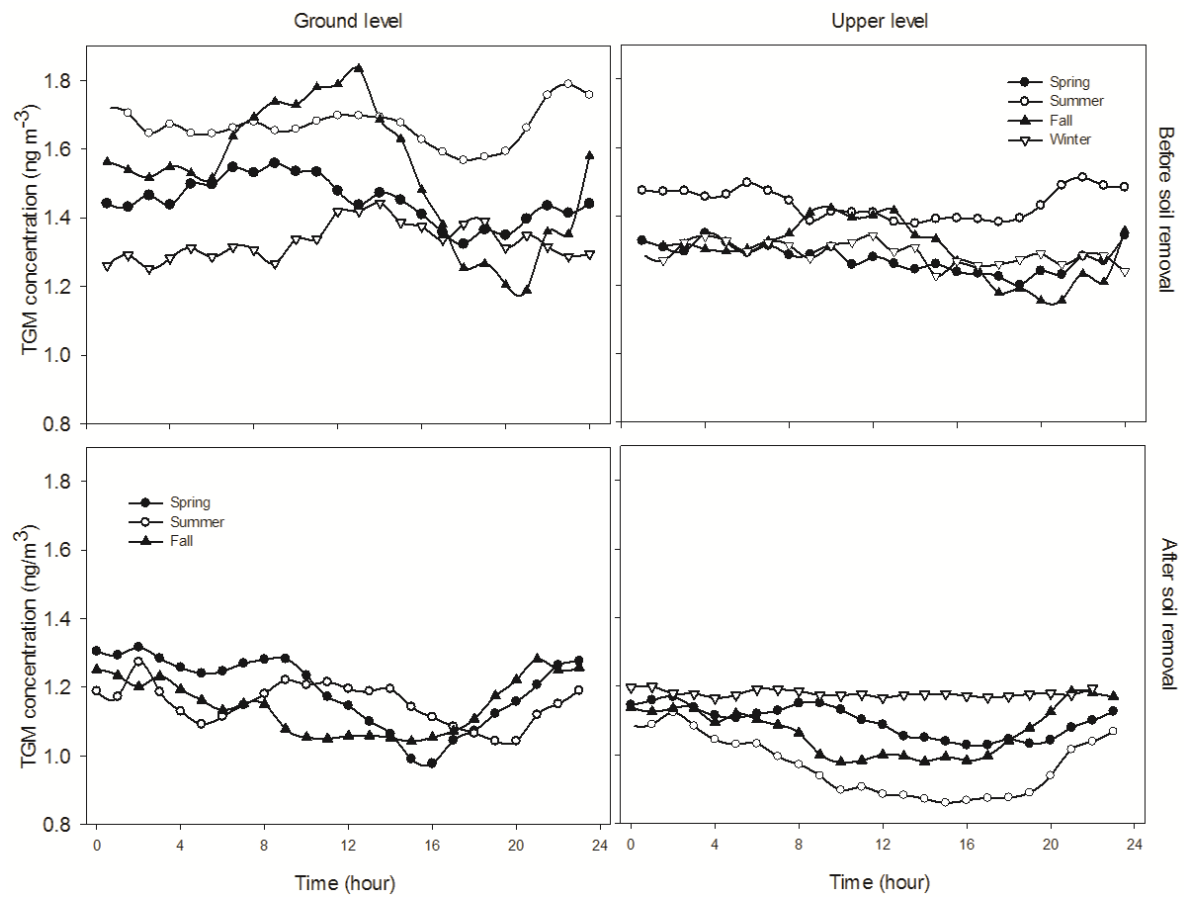 Ground level
Upper level
TGM concentration (ng m-3)
1.8
1.6
1.4
1.2
1.0
0.8
Spring
Summer
Fall
Winter
Before soil removal
TGM concentration (ng/m3)
1.8
1.6
1.4
1.2
1.0
0.8
Spring
Summer
Fall
After soil removal
0 4 8 12 16 20 24
0 4 8 12 16 20 24
Time (hour)
Time (hour)